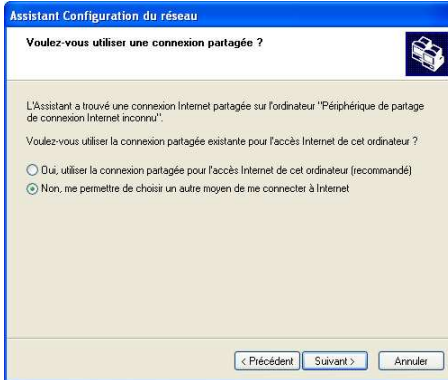 Assistant Configuration du réseau
Voulez-vous utiliser une connexion partagée ?
L'Assistant a trouvé une connexion Internet partagée sur l'ordinateur "Périphérique de partage
de connexion Internet inconnu".
Voulez-vous utiliser la connexion partagée existante pour l'accès Internet de cet ordinateur ?
Oui, utiliser la connexion partagée pour l'accès Internet de cet ordinateur (recommandé)
Non, me permettre de choisir un autre moyen de me connecter à Internet
< Précédent Suivant > Annuler